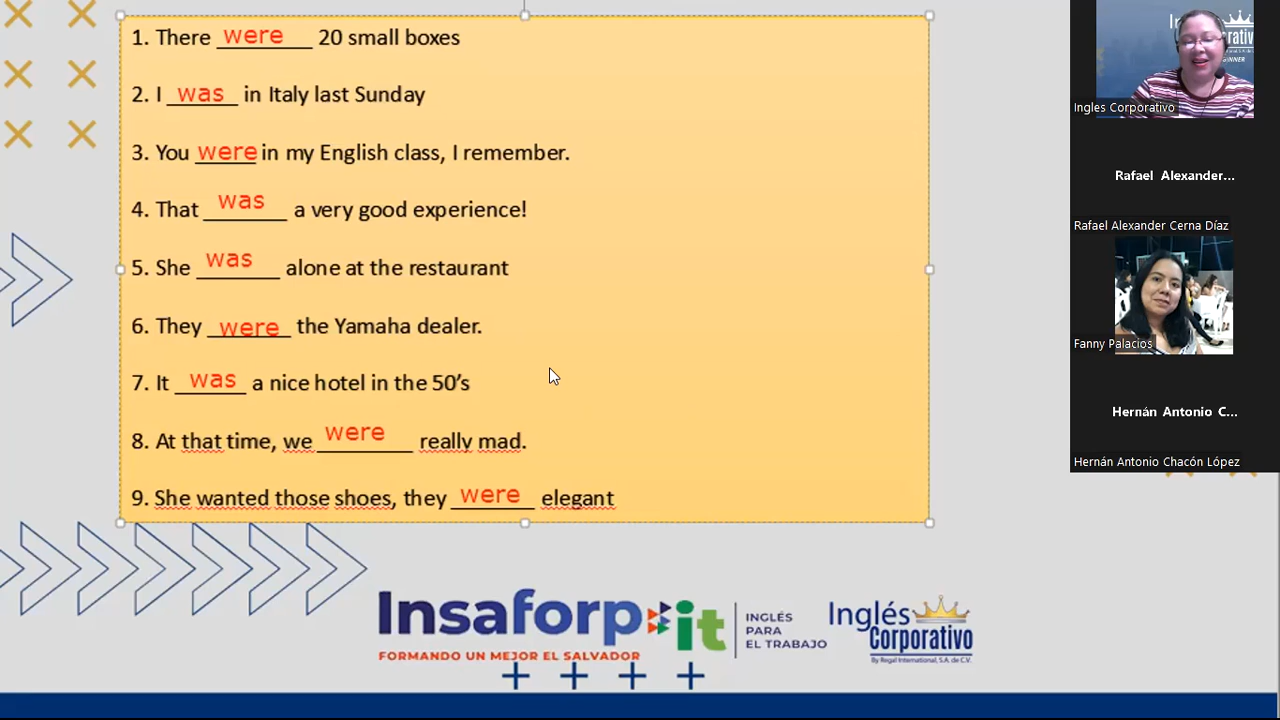 1. There were 20 small boxes
2. I was in Italy last Sunday
3. You were in my English class, I remember.
4. That was a very good experience!
5. She was alone at the restaurant
6. They were the Yamaha dealer.
7. It was a nice hotel in the 50’s
8. At that time, we were really mad.
9. She wanted those shoes, they were elegant
Insaforp it
FORMANDO UN MEJOR EL SALVADOR
INGLÉS
PARA
EL TRABAJO
Inglés
Corporativo
By Regal International, S.A. de C.V.
Ingles Corporativo
Rafael Alexander...
Rafael Alexander Cerna Díaz
Fanny Palacios
Hernán Antonio C...
Hernán Antonio Chacón López